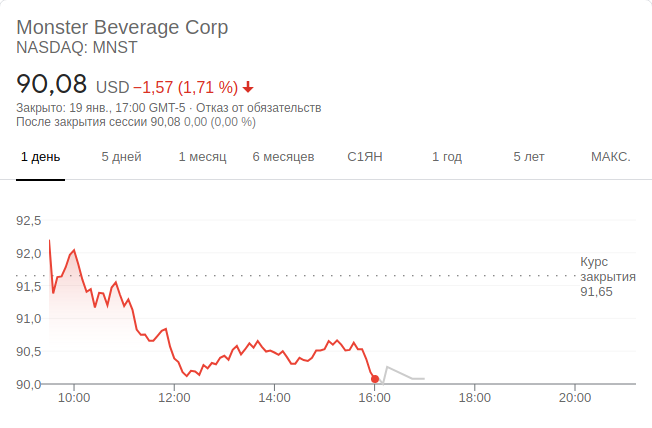 Monster Beverage Corp
NASDAQ: MNST
90,08 USD −1,57 (1,71 %)
Закрыто: 19 янв., 17:00 GMT-5 · Отказ от обязательств
После закрытия сессии 90,08 0,00 (0,00 %)
1 день 5 дней 1 месяц 6 месяцев С1ЯН 1 год 5 лет МАКС.
92,5
92,0
Курс
закрытия
91,65
91,5
91,0
90,5
90,0
10:00 12:00 14:00 16:00 18:00 20:00